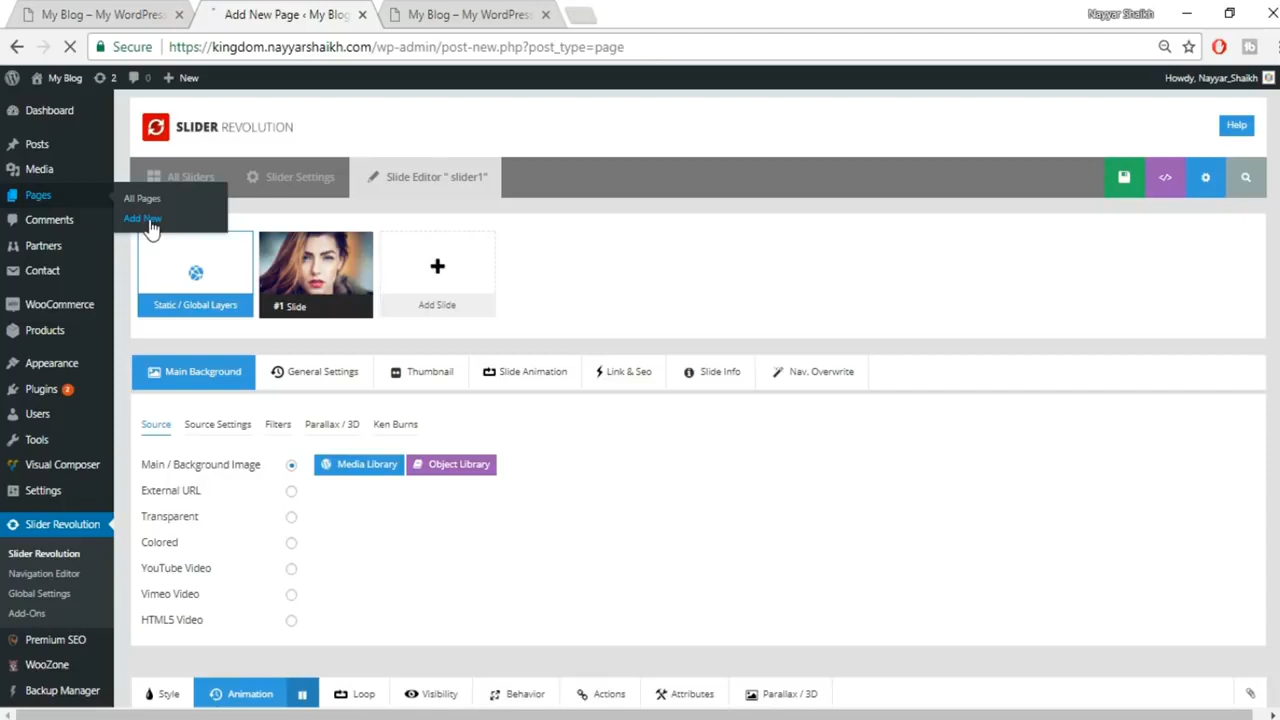 My Blog – My WordPress
Add New Page ‹ My Blog
My Blog – My WordPress
Nayyar Shaikh
Secure
https://kingdom.nayyarshaikh.com/wp-admin/post-new.php?post_type=page
My Blog
2
0
New
Howdy, Nayyar_Shaikh
Dashboard
Posts
Media
Pages
Comments
Partners
Contact
WooCommerce
Products
Appearance
Plugins 2
Users
Tools
Visual Composer
Settings
Slider Revolution
Slider Revolution
Navigation Editor
Global Settings
Add-Ons
Premium SEO
WooZone
Backup Manager
All Pages
Add New
SLIDER REVOLUTION
Help
All Sliders
Slider Settings
Slide Editor " slider1"
Static / Global Layers
#1 Slide
Add Slide
Main Background
General Settings
Thumbnail
Slide Animation
Link & Seo
Slide Info
Nav. Overwrite
Source
Source Settings
Filters
Parallax / 3D
Ken Burns
Main / Background Image
Media Library
Object Library
External URL
Transparent
Colored
YouTube Video
Vimeo Video
HTML5 Video
Style
Animation
Loop
Visibility
Behavior
Actions
Attributes
Parallax / 3D